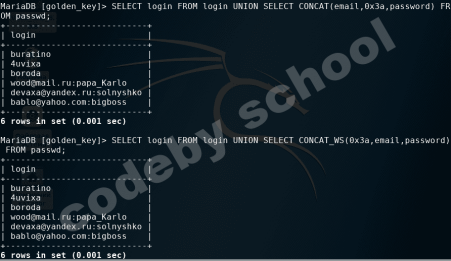 MariaDB [golden_key]> SELECT login FROM login UNION SELECT CONCAT(email,0x3a,password) FR
OM passwd;
+-----------------------------+
| login                       |
+-----------------------------+
| buratino                    |
| 4uvixa                      |
| boroda                      |
| wood@mail.ru:papa_Karlo     |
| devaxa@yandex.ru:solnyshko  |
| bablo@yahoo.com:bigboss     |
+-----------------------------+
6 rows in set (0.001 sec)
MariaDB [golden_key]> SELECT login FROM login UNION SELECT CONCAT_WS(0x3a,email,password)
 FROM passwd;
+-----------------------------+
| login                       |
+-----------------------------+
| buratino                    |
| 4uvixa                      |
| boroda                      |
| wood@mail.ru:papa_Karlo     |
| devaxa@yandex.ru:solnyshko  |
| bablo@yahoo.com:bigboss     |
+-----------------------------+
6 rows in set (0.001 sec)
codeby school